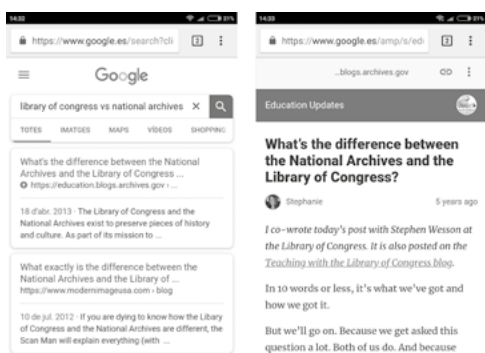 14:32
21%
https://www.google.es/search?cli
2
Google
library of congress vs national archives
TOTES IMATGES MAPS VÍDEOS SHOPPING
What's the difference between the National
Archives and the Library of Congress ...
https://education.blogs.archives.gov › ...
18 d'abr. 2013 · The Library of Congress and the
National Archives exist to preserve pieces of history
and culture. As part of its mission to ...
What exactly is the difference between the
National Archives and the Library of ...
https://www.modernimageusa.com › blog
10 de jul. 2012 · If you are dying to know how the Libary
of Congress and the National Archives are different, the
Scan Man will explain everything (with ...
14:33
21%
https://www.google.es/amp/s/edu
2
...blogs.archives.gov
Education Updates
What's the difference between
the National Archives and the
Library of Congress?
Stephanie 5 years ago
I co-wrote today's post with Stephen Wesson at
the Library of Congress. It is also posted on the
Teaching with the Library of Congress blog.
In 10 words or less, it's what we've got and
how we got it.
But we'll go on. Because we get asked this
question a lot. Both of us do. And because